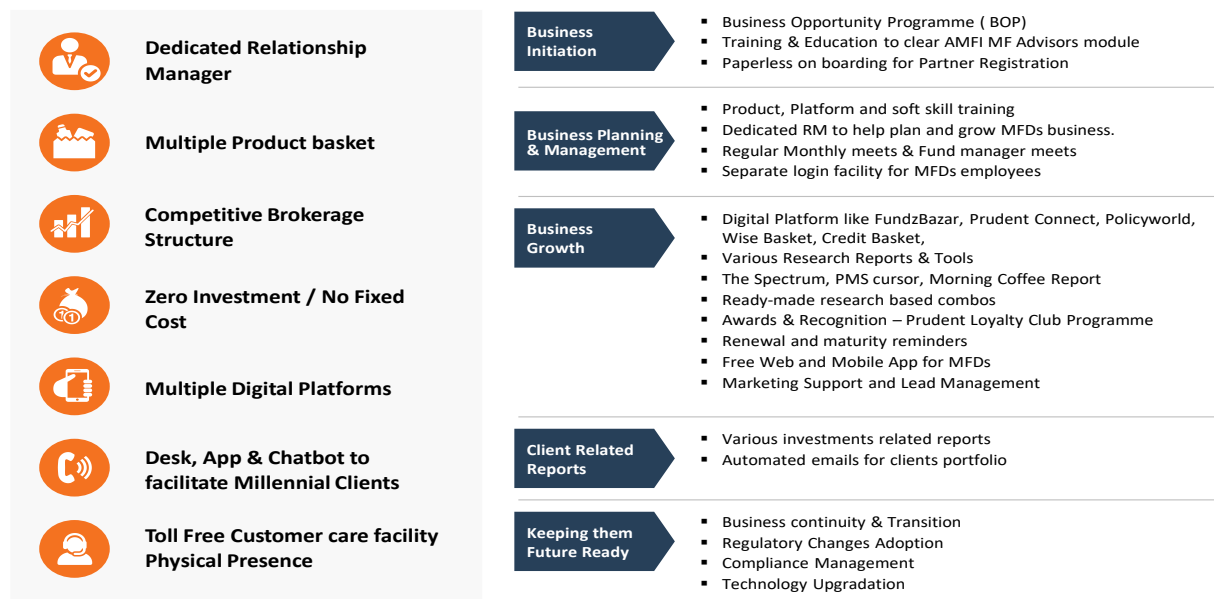 Dedicated Relationship
Manager
Multiple Product basket
Competitive Brokerage
Structure
Zero Investment / No Fixed
Cost
Multiple Digital Platforms
Desk, App & Chatbot to
facilitate Millennial Clients
Toll Free Customer care facility
Physical Presence
Business
Initiation
▪ Business Opportunity Programme ( BOP)
▪ Training & Education to clear AMFI MF Advisors module
▪ Paperless on boarding for Partner Registration
Business Planning
& Management
▪ Product, Platform and soft skill training
▪ Dedicated RM to help plan and grow MFDs business.
▪ Regular Monthly meets & Fund manager meets
▪ Separate login facility for MFDs employees
Business
Growth
▪ Digital Platform like FundzBazar, Prudent Connect, Policyworld,
Wise Basket, Credit Basket,
▪ Various Research Reports & Tools
▪ The Spectrum, PMS cursor, Morning Coffee Report
▪ Ready-made research based combos
▪ Awards & Recognition – Prudent Loyalty Club Programme
▪ Renewal and maturity reminders
▪ Free Web and Mobile App for MFDs
▪ Marketing Support and Lead Management
Client Related
Reports
▪ Various investments related reports
▪ Automated emails for clients portfolio
Keeping them
Future Ready
▪ Business continuity & Transition
▪ Regulatory Changes Adoption
▪ Compliance Management
▪ Technology Upgradation